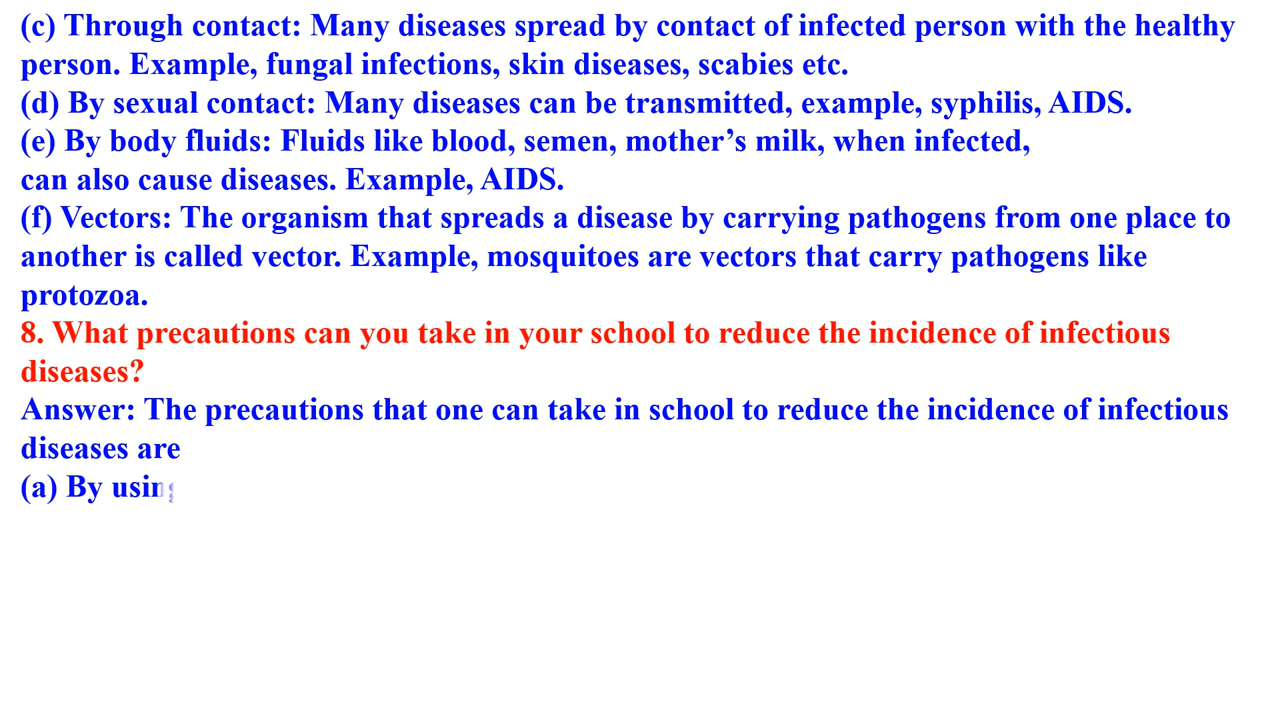 (c) Through contact: Many diseases spread by contact of infected person with the healthy
person. Example, fungal infections, skin diseases, scabies etc.
(d) By sexual contact: Many diseases can be transmitted, example, syphilis, AIDS.
(e) By body fluids: Fluids like blood, semen, mother’s milk, when infected,
can also cause diseases. Example, AIDS.
(f) Vectors: The organism that spreads a disease by carrying pathogens from one place to
another is called vector. Example, mosquitoes are vectors that carry pathogens like
protozoa.
8. What precautions can you take in your school to reduce the incidence of infectious
diseases?
Answer: The precautions that one can take in school to reduce the incidence of infectious
diseases are
(a) By using